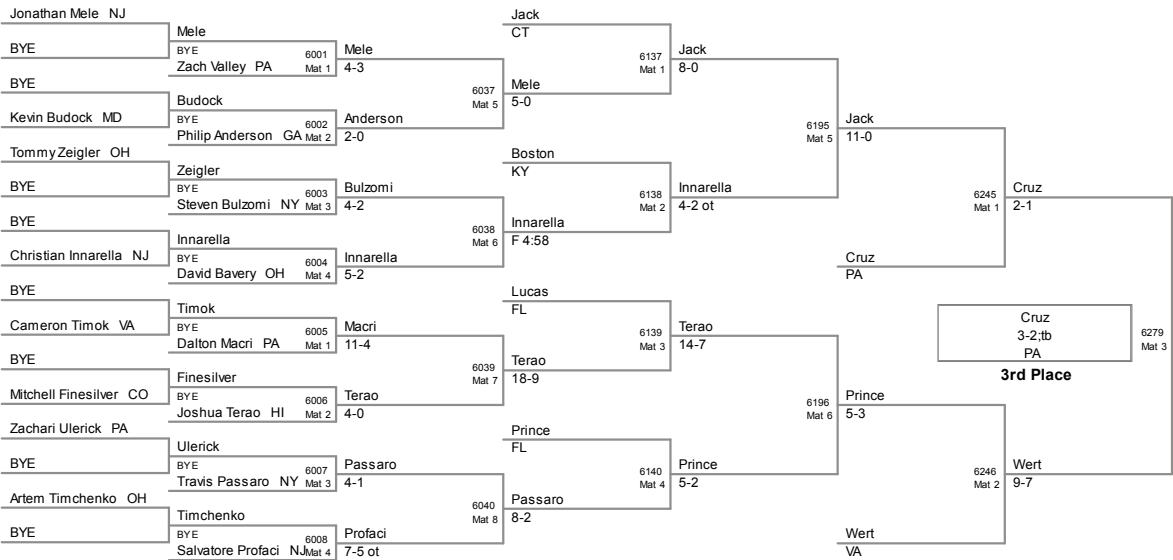 Jonathan Mele NJ
BYE
BYE
Kevin Budock MD
Tommy Zeigler OH
BYE
BYE
Christian Innarella NJ
BYE
Cameron Timok VA
BYE
Mitchell Finesilver CO
Zachari Ulerick PA
BYE
Artem Timchenko OH
BYE
Mele
BYE
Zach Valley PA
6001
Mat 1
Budock
BYE
Philip Anderson GA
6002
Mat 2
Zeigler
BYE
Steven Bulzomi NY
6003
Mat 3
Innarella
BYE
David Bavery OH
6004
Mat 4
Timok
BYE
Dalton Macri PA
6005
Mat 1
Finesilver
BYE
Joshua Terao HI
6006
Mat 2
Ulerick
BYE
Travis Passaro NY
6007
Mat 3
Timchenko
BYE
Salvatore Profaci NJ
6008
Mat 4
Mele
4-3
6037
Mat 5
Anderson
2-0
Bulzomi
4-2
6038
Mat 6
Innarella
5-2
Macri
11-4
6039
Mat 7
Terao
4-0
Passaro
4-1
6040
Mat 8
Profaci
7-5 ot
Jack
CT
6137
Mat 1
Mele
5-0
Boston
KY
6138
Mat 2
Innarella
F 4:58
Lucas
FL
6139
Mat 3
Terao
18-9
Prince
FL
6140
Mat 4
Passaro
8-2
Jack
8-0
6195
Mat 5
Innarella
4-2 ot
Terao
14-7
6196
Mat 6
Prince
5-2
Jack
11-0
6245
Mat 1
Cruz
PA
Prince
5-3
6246
Mat 2
Wert
VA
Cruz
2-1
Cruz
3-2;tb
PA
6279
Mat 3
3rd Place
Wert
9-7